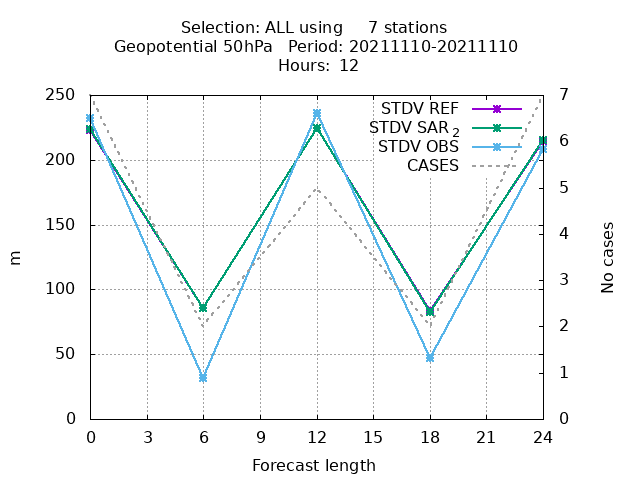 Selection: ALL using     7 stations
Geopotential 50hPa   Period: 20211110-20211110
Hours: 12
STDV REF
STDV SAR 2
STDV OBS
CASES
250
200
150
100
50
0
m
7
6
5
4
3
2
1
0
No cases
0 3 6 9 12 15 18 21 24
Forecast length